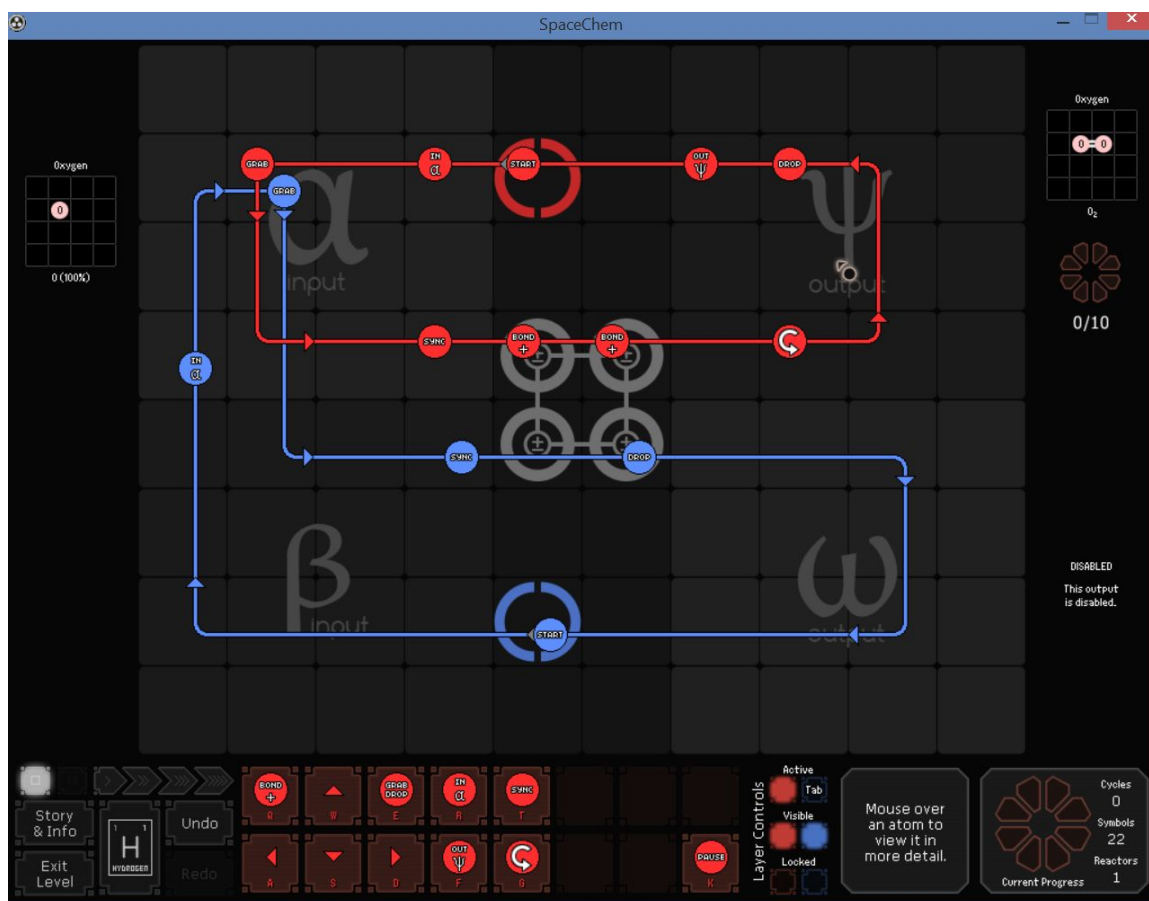 SpaceChem
Oxygen
O
O (100%)
α
input
ψ
output
β
input
ω
output
GRAB
IN
α
START
OUT
ψ
DROP
GRAB
IN
α
SYNC
BOND
+
BOND
+
SYNC
DROP
START
Oxygen
O=O
O2
0/10
DISABLED
This output
is disabled.
Story
& Info
Exit
Level
1 1
H
HYDROGEN
Undo
Redo
BOND
+
Q
W
GRAB
DROP
E
IN
α
R
SYNC
T
A
S
D
OUT
ψ
F
G
PAUSE
K
Layer Controls
Active
Tab
Visible
Locked
Mouse over
an atom to
view it in
more detail.
Current Progress
Cycles
0
Symbols
22
Reactors
1